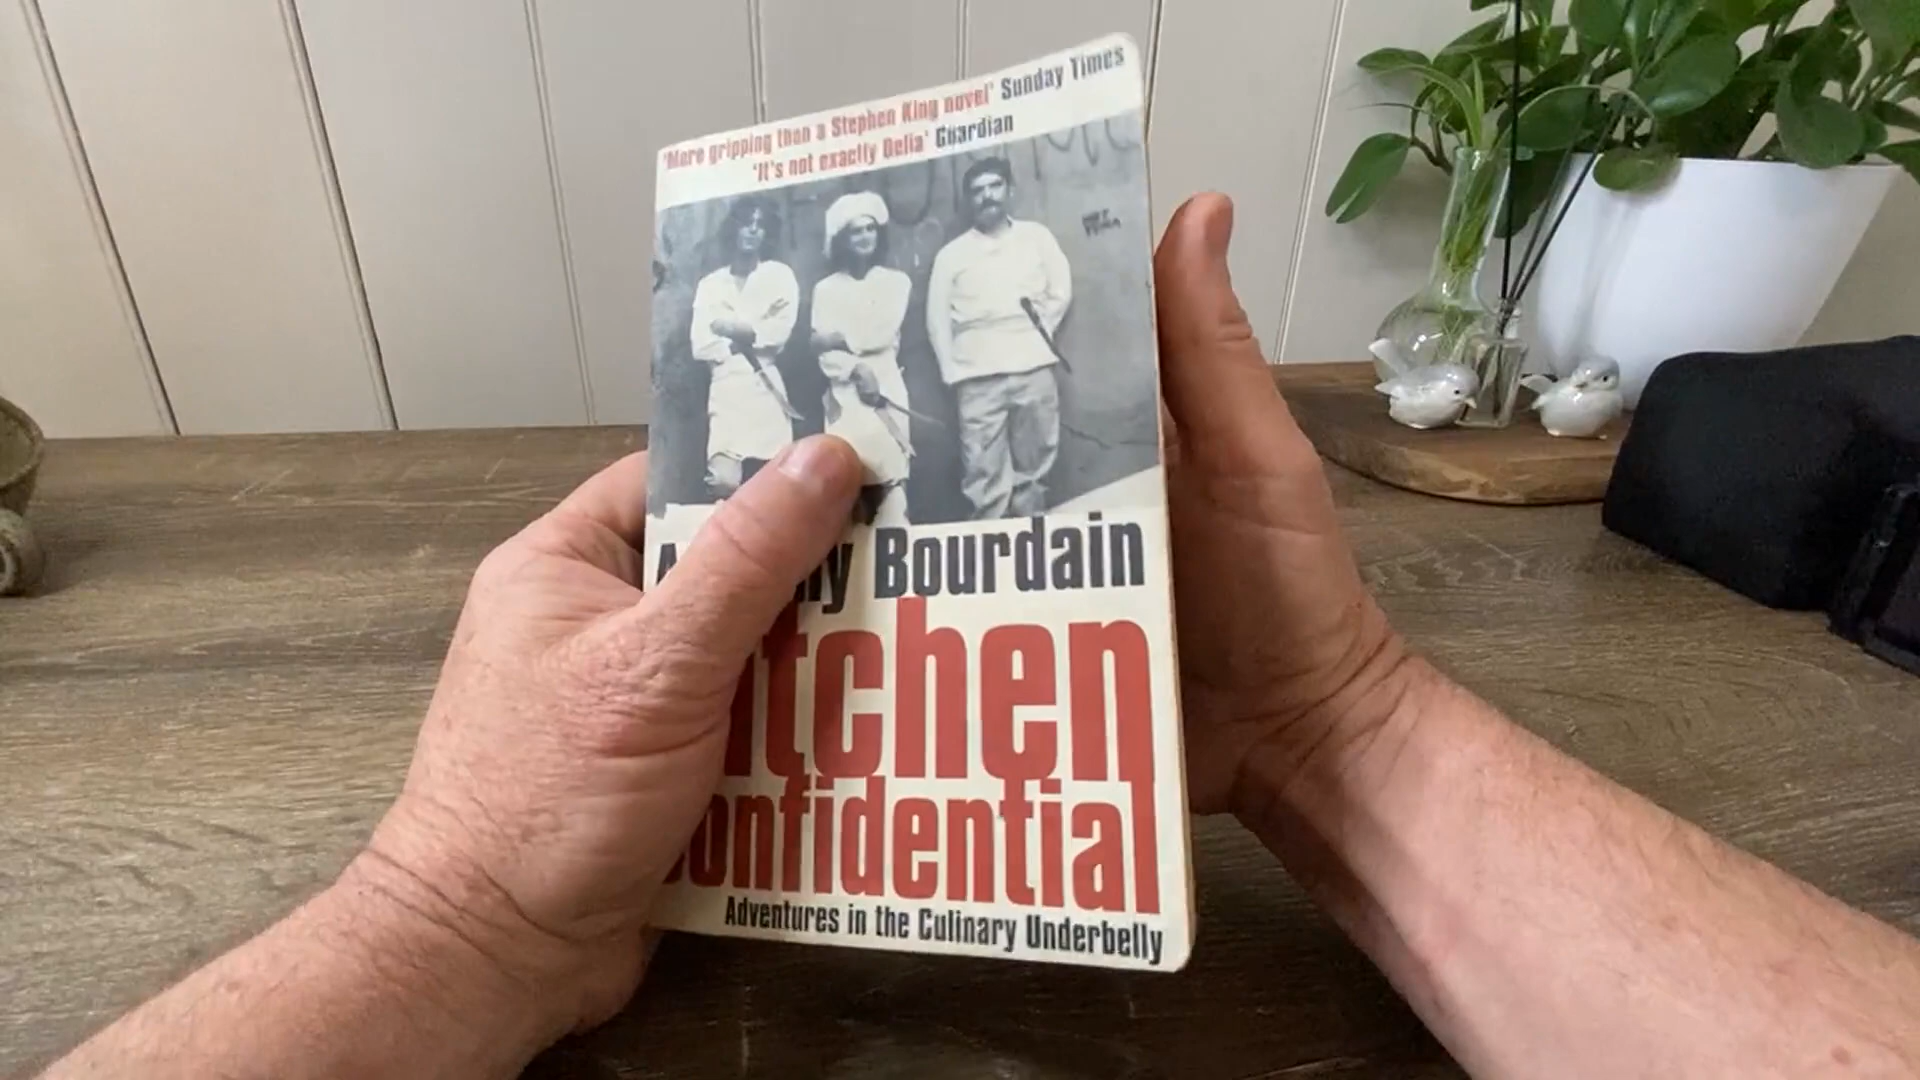 'More gripping than a Stephen King novel' Sunday Times
'It's not exactly Delia' Guardian
A ny Bourdain
itchen
onfidential
Adventures in the Culinary Underbelly